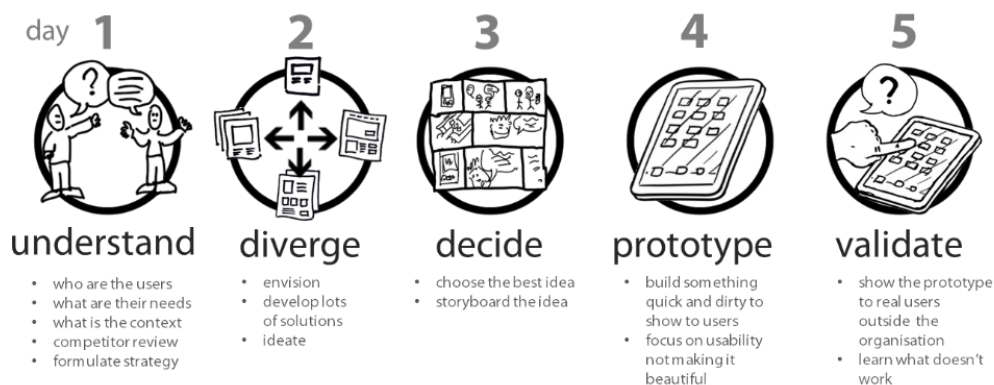 day 1
2
3
4
5
understand
diverge
decide
prototype
validate
• who are the users
• what are their needs
• what is the context
• competitor review
• formulate strategy
• envision
• develop lots
of solutions
• ideate
• choose the best idea
• storyboard the idea
• build something
quick and dirty to
show to users
• focus on usability
not making it
beautiful
• show the prototype
to real users
outside the
organisation
• learn what doesn't
work
?
?